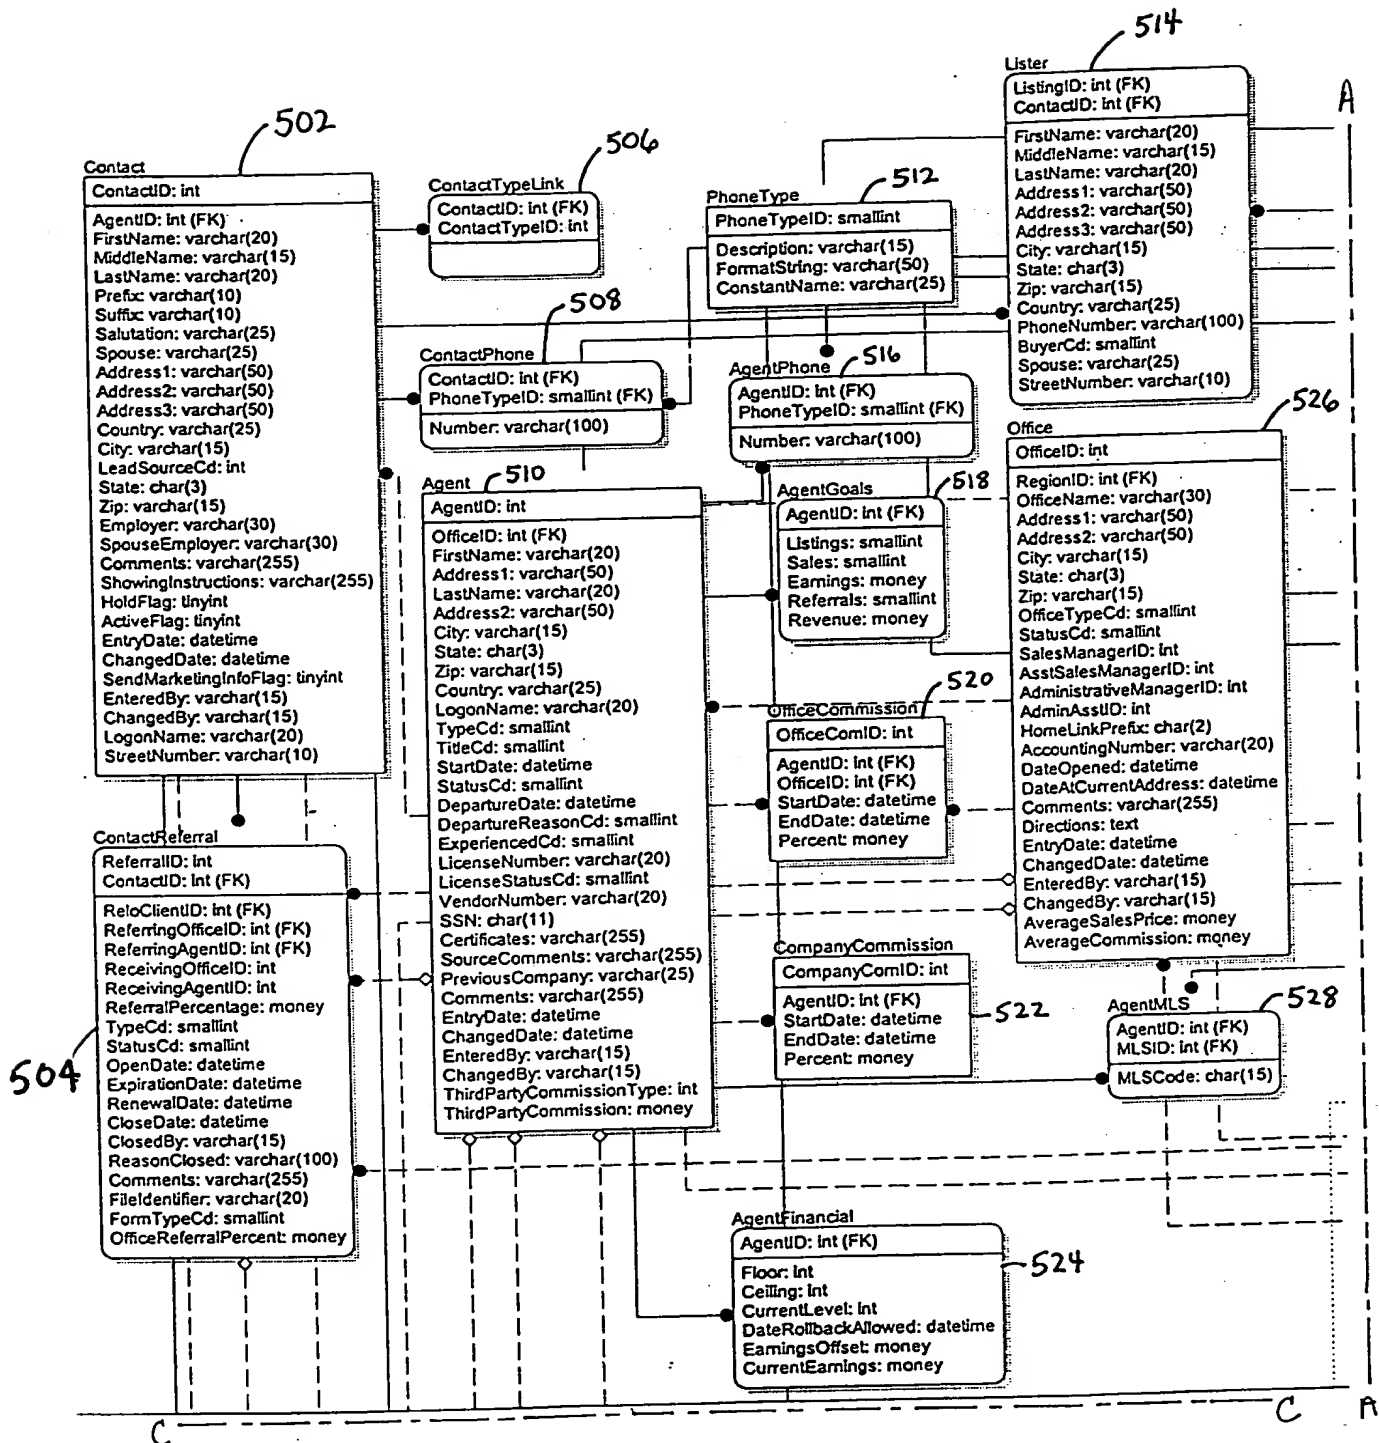 514
Lister
ListingID: int (FK)
ContactID: int (FK)
FirstName: varchar(20)
MiddleName: varchar(15)
LastName: varchar(20)
Address1: varchar(50)
Address2: varchar(50)
Address3: varchar(50)
City: varchar(15)
State: char(3)
Zip: varchar(15)
Country: varchar(25)
PhoneNumber: varchar(100)
BuyerCd: smallint
Spouse: varchar(25)
StreetNumber: varchar(10)
A
502
Contact
ContactID: int
AgentID: int (FK)
FirstName: varchar(20)
MiddleName: varchar(15)
LastName: varchar(20)
Prefix: varchar(10)
Suffix: varchar(10)
Salutation: varchar(25)
Spouse: varchar(25)
Address1: varchar(50)
Address2: varchar(50)
Address3: varchar(50)
Country: varchar(25)
City: varchar(15)
LeadSourceCd: int
State: char(3)
Zip: varchar(15)
Employer: varchar(30)
SpouseEmployer: varchar(30)
Comments: varchar(255)
ShowingInstructions: varchar(255)
HoldFlag: tinyint
ActiveFlag: tinyint
EntryDate: datetime
ChangedDate: datetime
SendMarketingInfoFlag: tinyint
EnteredBy: varchar(15)
ChangedBy: varchar(15)
LogonName: varchar(20)
StreetNumber: varchar(10)
506
ContactTypeLink
ContactID: int (FK)
ContactTypeID: int
512
PhoneType
PhoneTypeID: smallint
Description: varchar(15)
FormatString: varchar(50)
ConstantName: varchar(25)
508
ContactPhone
ContactID: int (FK)
PhoneTypeID: smallint (FK)
Number: varchar(100)
516
AgentPhone
AgentID: int (FK)
PhoneTypeID: smallint (FK)
Number: varchar(100)
510
Agent
AgentID: int
OfficeID: int (FK)
FirstName: varchar(20)
Address1: varchar(50)
LastName: varchar(20)
Address2: varchar(50)
City: varchar(15)
State: char(3)
Zip: varchar(15)
Country: varchar(25)
LogonName: varchar(20)
TypeCd: smallint
TitleCd: smallint
StartDate: datetime
StatusCd: smallint
DepartureDate: datetime
DepartureReasonCd: smallint
ExperiencedCd: smallint
LicenseNumber: varchar(20)
LicenseStatusCd: smallint
VendorNumber: varchar(20)
SSN: char(11)
Certificates: varchar(255)
SourceComments: varchar(255)
PreviousCompany: varchar(25)
Comments: varchar(255)
EntryDate: datetime
ChangedDate: datetime
EnteredBy: varchar(15)
ChangedBy: varchar(15)
ThirdPartyCommissionType: int
ThirdPartyCommission: money
518
AgentGoals
AgentID: int (FK)
Listings: smallint
Sales: smallint
Earnings: money
Referrals: smallint
Revenue: money
526
Office
OfficeID: int
RegionID: int (FK)
OfficeName: varchar(30)
Address1: varchar(50)
Address2: varchar(50)
City: varchar(15)
State: char(3)
Zip: varchar(15)
OfficeTypeCd: smallint
StatusCd: smallint
SalesManagerID: int
AsstSalesManagerID: int
AdministrativeManagerID: int
AdminAsstID: int
HomeLinkPrefix: char(2)
AccountingNumber: varchar(20)
DateOpened: datetime
DateAtCurrentAddress: datetime
Comments: varchar(255)
Directions: text
EntryDate: datetime
ChangedDate: datetime
EnteredBy: varchar(15)
ChangedBy: varchar(15)
AverageSalesPrice: money
AverageCommission: money
520
OfficeCommission
OfficeComID: int
AgentID: int (FK)
OfficeID: int (FK)
StartDate: datetime
EndDate: datetime
Percent: money
ContactReferral
ReferralID: int
ContactID: int (FK)
ReloClientID: int (FK)
ReferringOfficeID: int (FK)
ReferringAgentID: int (FK)
ReceivingOfficeID: int
ReceivingAgentID: int
ReferralPercentage: money
TypeCd: smallint
StatusCd: smallint
OpenDate: datetime
ExpirationDate: datetime
RenewalDate: datetime
CloseDate: datetime
ClosedBy: varchar(15)
ReasonClosed: varchar(100)
Comments: varchar(255)
FileIdentifier: varchar(20)
FormTypeCd: smallint
OfficeReferralPercent: money
504
CompanyCommission
CompanyComID: int
AgentID: int (FK)
StartDate: datetime
EndDate: datetime
Percent: money
522
AgentMLS
528
AgentID: int (FK)
MLSID: int (FK)
MLSCode: char(15)
AgentFinancial
AgentID: int (FK)
Floor: int
Ceiling: int
CurrentLevel: int
DateRollbackAllowed: datetime
EarningsOffset: money
CurrentEarnings: money
524
C
C
A